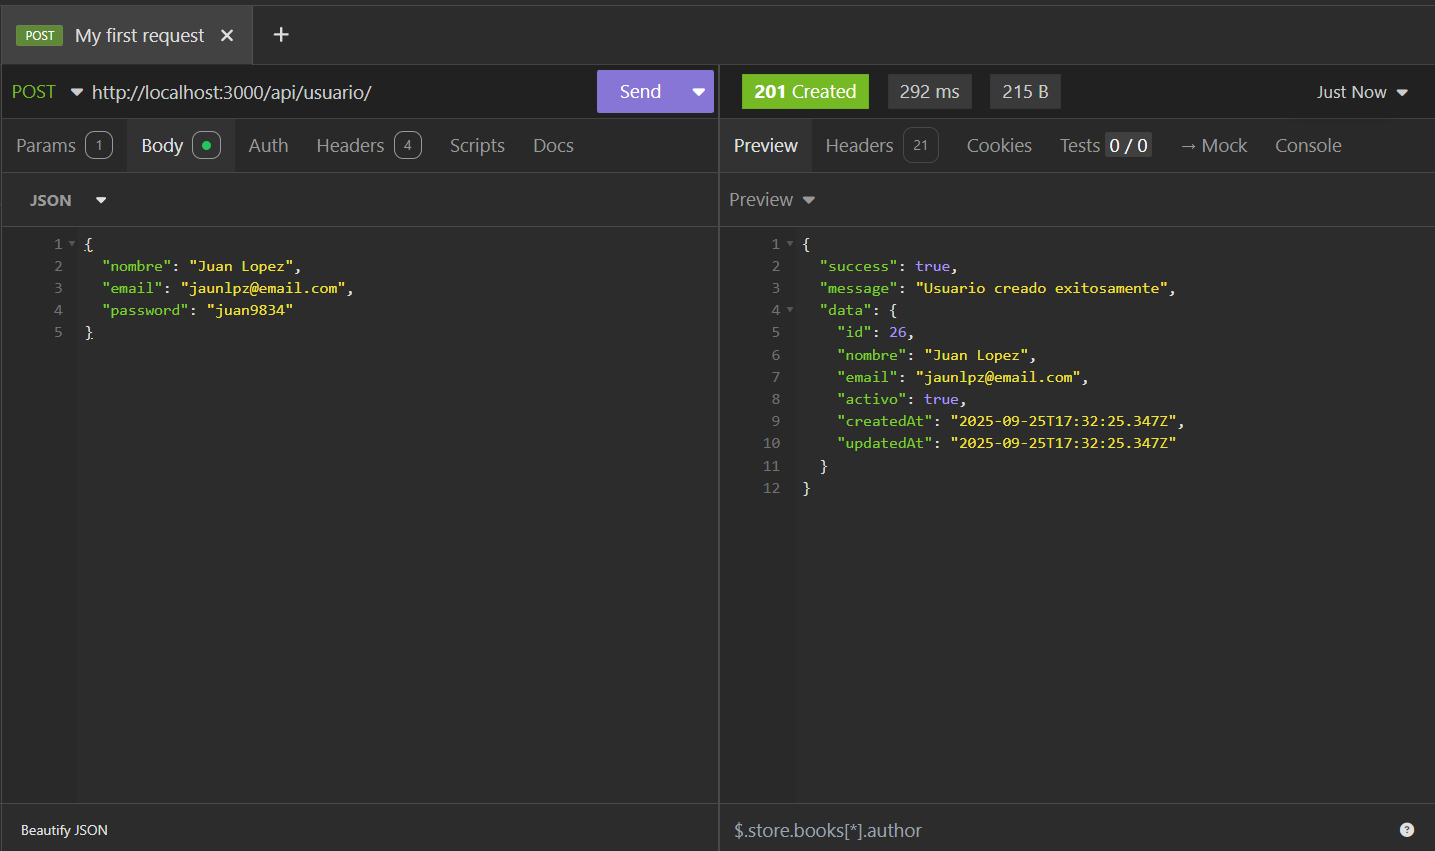 POST My first request
POST http://localhost:3000/api/usuario/ Send
201 Created 292 ms 215 B Just Now
Params 1 Body Auth Headers 4 Scripts Docs
Preview Headers 21 Cookies Tests 0 / 0 → Mock Console
JSON
Preview
1 {
2 "nombre": "Juan Lopez",
3 "email": "jaunlpz@email.com",
4 "password": "juan9834"
5 }
1 {
2 "success": true,
3 "message": "Usuario creado exitosamente",
4 "data": {
5 "id": 26,
6 "nombre": "Juan Lopez",
7 "email": "jaunlpz@email.com",
8 "activo": true,
9 "createdAt": "2025-09-25T17:32:25.347Z",
10 "updatedAt": "2025-09-25T17:32:25.347Z"
11 }
12 }
Beautify JSON
$.store.books[*].author ?